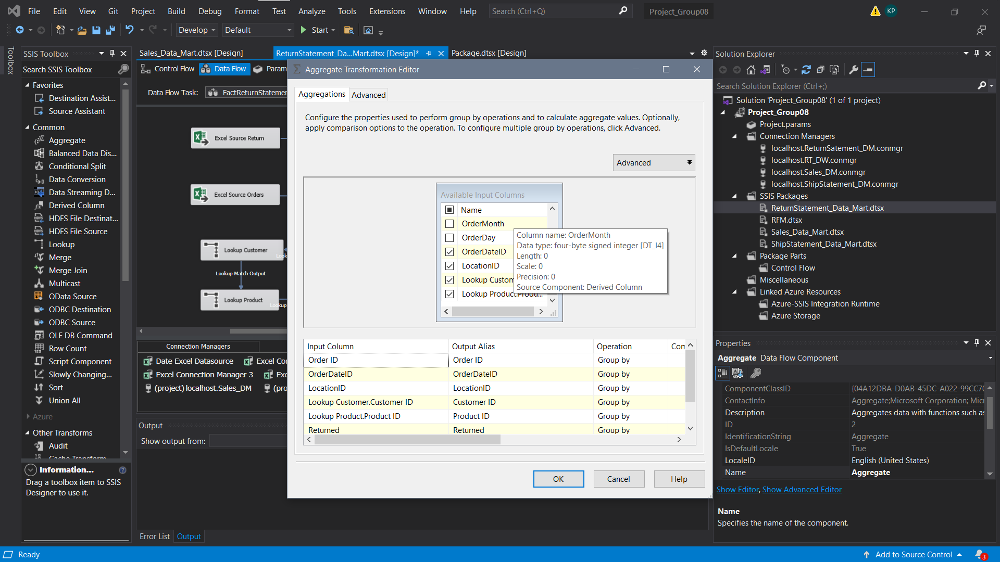 File Edit View Git Project Build Debug Format Test Analyze Tools Extensions Window Help Search (Ctrl+Q) Project_Group08 KP
Develop Default Start
Toolbox
SSIS Toolbox
Search SSIS Toolbox
Favorites
Destination Assist...
Source Assistant
Common
Aggregate
Balanced Data Dis...
Conditional Split
Data Conversion
Data Streaming D...
Derived Column
HDFS File Destinat...
HDFS File Source
Lookup
Merge
Merge Join
Multicast
OData Source
ODBC Destination
ODBC Source
OLE DB Command
Row Count
Script Component
Slowly Changing...
Sort
Union All
Azure
Other Transforms
Audit
Cache Transform
Information...
Drag a toolbox item to SSIS
Designer to use it.
Sales_Data_Mart.dtsx [Design] ReturnStatement_Da...Mart.dtsx [Design]* Package.dtsx [Design]
Control Flow Data Flow Param
Data Flow Task: FactReturnStatemen
Excel Source Return
Excel Source Orders
Lookup Customer
Look
Lookup Match Output
Lookup Product
Lookup
Connection Managers
Date Excel Datasource Excel Co
Excel Connection Manager 3 Exc
(project) localhost.Sales_DM (pro
Output
Show output from:
Error List Output
Aggregate Transformation Editor
Aggregations Advanced
Configure the properties used to perform group by operations and to calculate aggregate values. Optionally,
apply comparison options to the operation. To configure multiple group by operations, click Advanced.
Advanced
Available Input Columns
Name
OrderMonth
OrderDay
OrderDateID
LocationID
Lookup Custom
Lookup Product.Produ...
Column name: OrderMonth
Data type: four-byte signed integer [DT_I4]
Length: 0
Scale: 0
Precision: 0
Source Component: Derived Column
Input Column Output Alias Operation Com
Order ID Order ID Group by
OrderDateID OrderDateID Group by
LocationID LocationID Group by
Lookup Customer.Customer ID Customer ID Group by
Lookup Product.Product ID Product ID Group by
Returned Returned Group by
OK Cancel Help
Solution Explorer
Search Solution Explorer (Ctrl+;)
Solution 'Project_Group08' (1 of 1 project)
Project_Group08
Project.params
Connection Managers
localhost.ReturnSatement_DM.conmgr
localhost.RT_DW.conmgr
localhost.Sales_DM.conmgr
localhost.ShipStatement_DM.conmgr
SSIS Packages
ReturnStatement_Data_Mart.dtsx
RFM.dtsx
Sales_Data_Mart.dtsx
ShipStatement_Data_Mart.dtsx
Package Parts
Control Flow
Miscellaneous
Linked Azure Resources
Azure-SSIS Integration Runtime
Azure Storage
Properties
Aggregate Data Flow Component
ComponentClassID {04A12DBA-D0AB-45DC-A022-99CC70
ContactInfo Aggregate;Microsoft Corporation; Micr
Description Aggregates data with functions such as
ID 2
IdentificationString Aggregate
IsDefaultLocale True
LocaleID English (United States)
Name Aggregate
Show Editor, Show Advanced Editor
Name
Specifies the name of the component.
Ready Add to Source Control 3